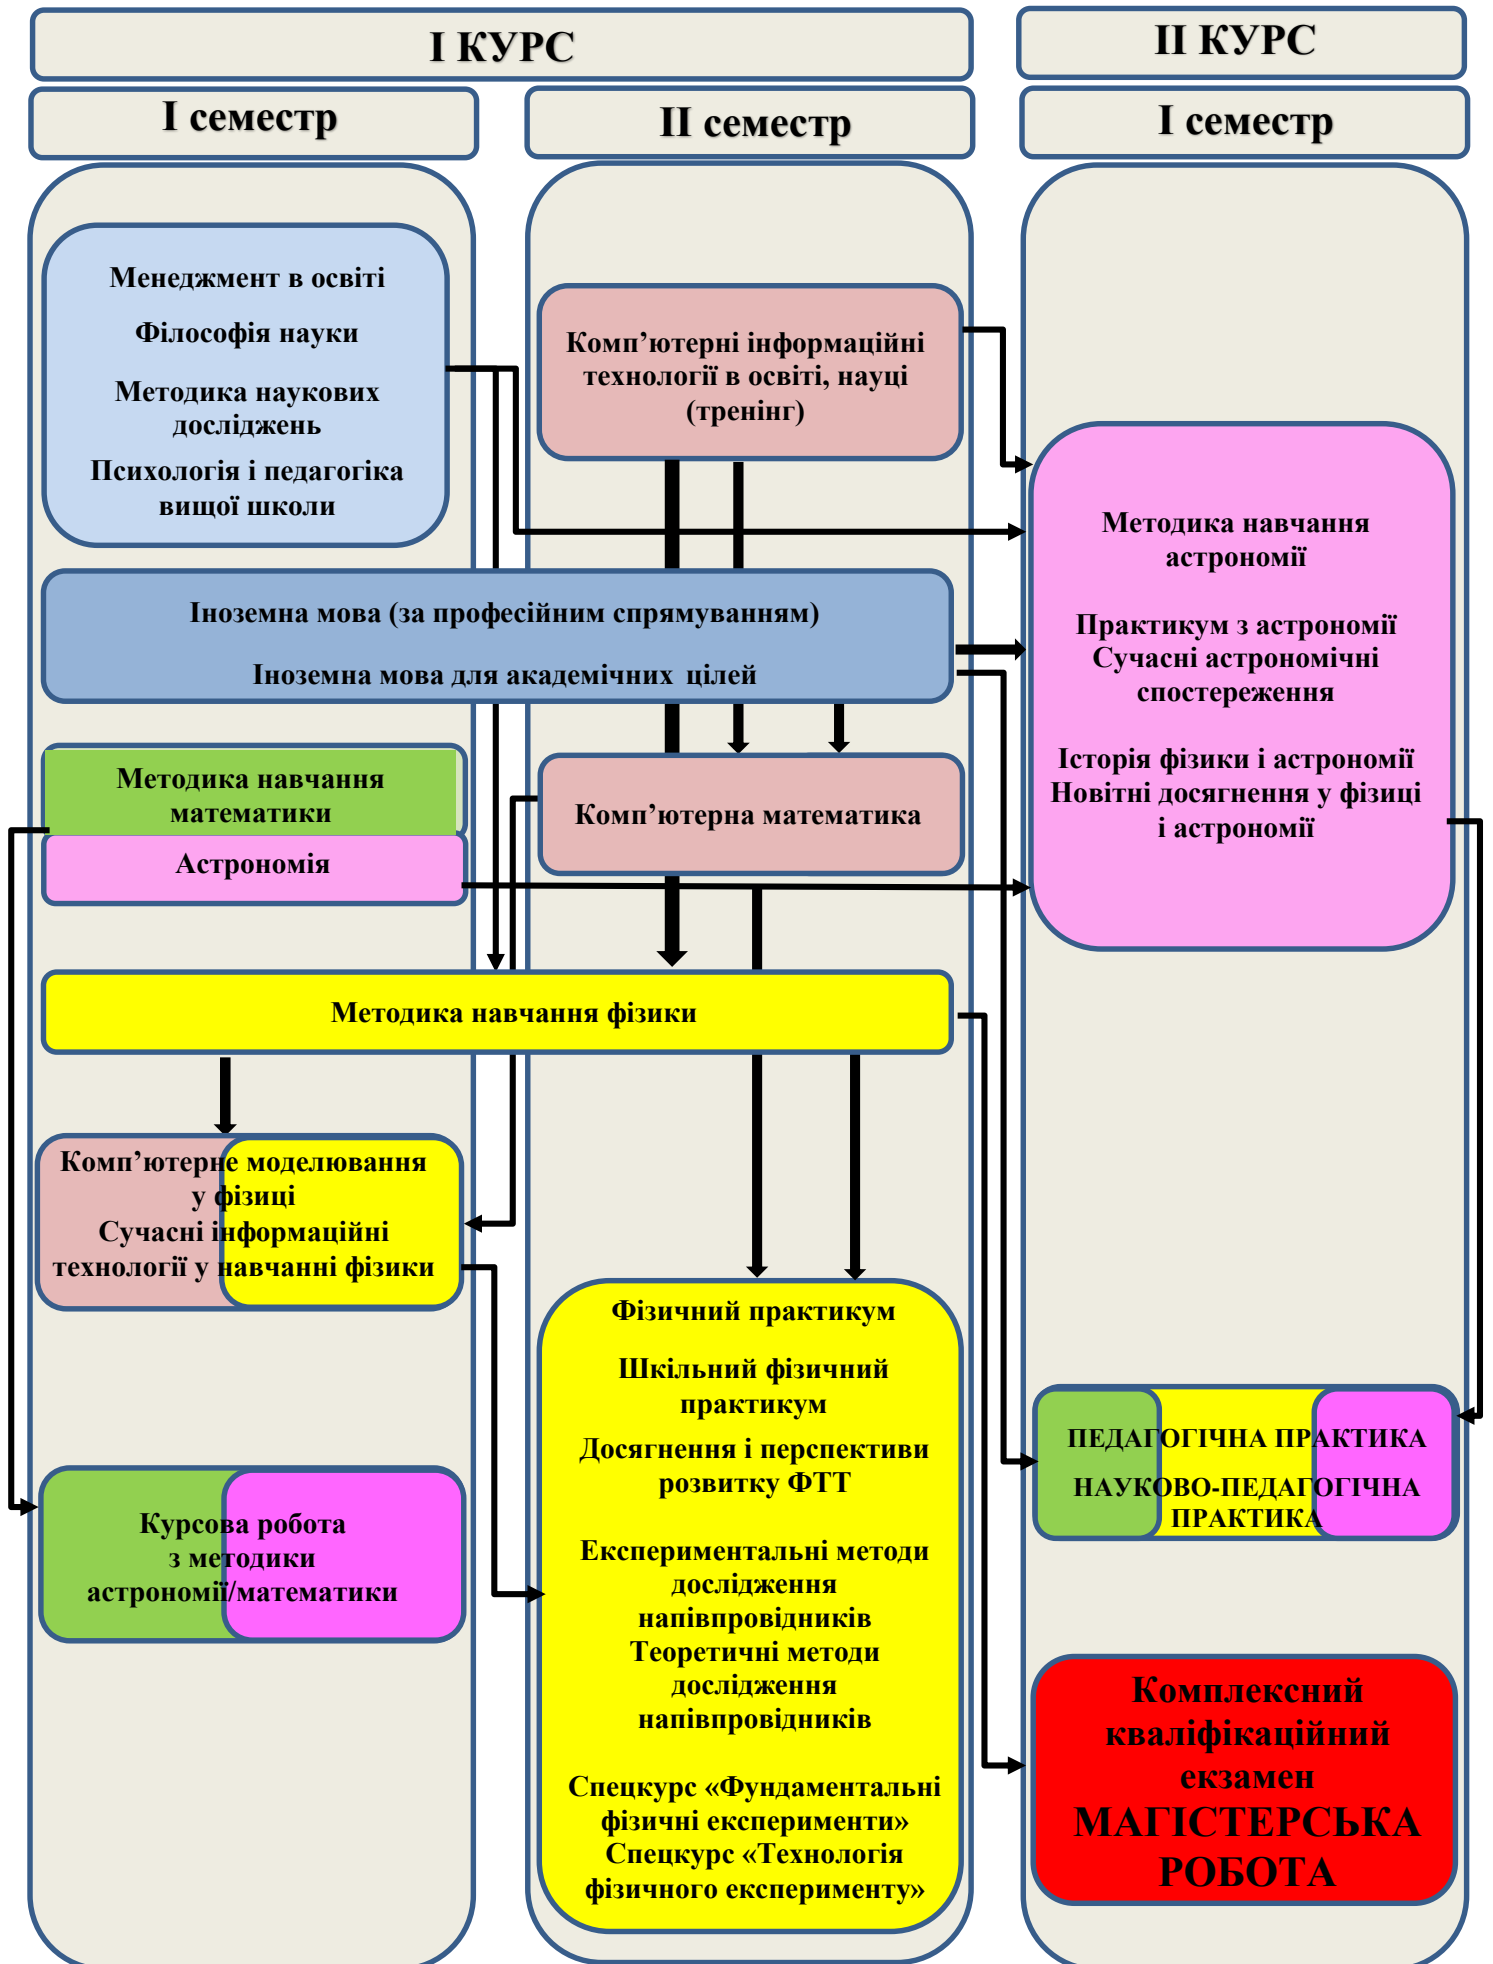 І КУРС
ІІ КУРС
І семестр
ІІ семестр
І семестр
Менеджмент в освіті
Філософія науки
Методика наукових
досліджень
Психологія і педагогіка
вищої школи
Комп’ютерні інформаційні
технології в освіті, науці
(тренінг)
Іноземна мова (за професійним спрямуванням)
Іноземна мова для академічних цілей
Методика навчання
математики
Астрономія
Комп’ютерна математика
Методика навчання
астрономії
Практикум з астрономії
Сучасні астрономічні
спостереження
Історія фізики і астрономії
Новітні досягнення у фізиці
і астрономії
Методика навчання фізики
Комп’ютерне моделювання
у фізиці
Сучасні інформаційні
технології у навчанні фізики
Курсова робота
з методики
астрономії/математики
Фізичний практикум
Шкільний фізичний
практикум
Досягнення і перспективи
розвитку ФТТ
Експериментальні методи
дослідження
напівпровідників
Теоретичні методи
дослідження
напівпровідників
Спецкурс «Фундаментальні
фізичні експерименти»
Спецкурс «Технологія
фізичного експерименту»
ПЕДАГОГІЧНА ПРАКТИКА
НАУКОВО-ПЕДАГОГІЧНА
ПРАКТИКА
Комплексний
кваліфікаційний
екзамен
МАГІСТЕРСЬКА
РОБОТА